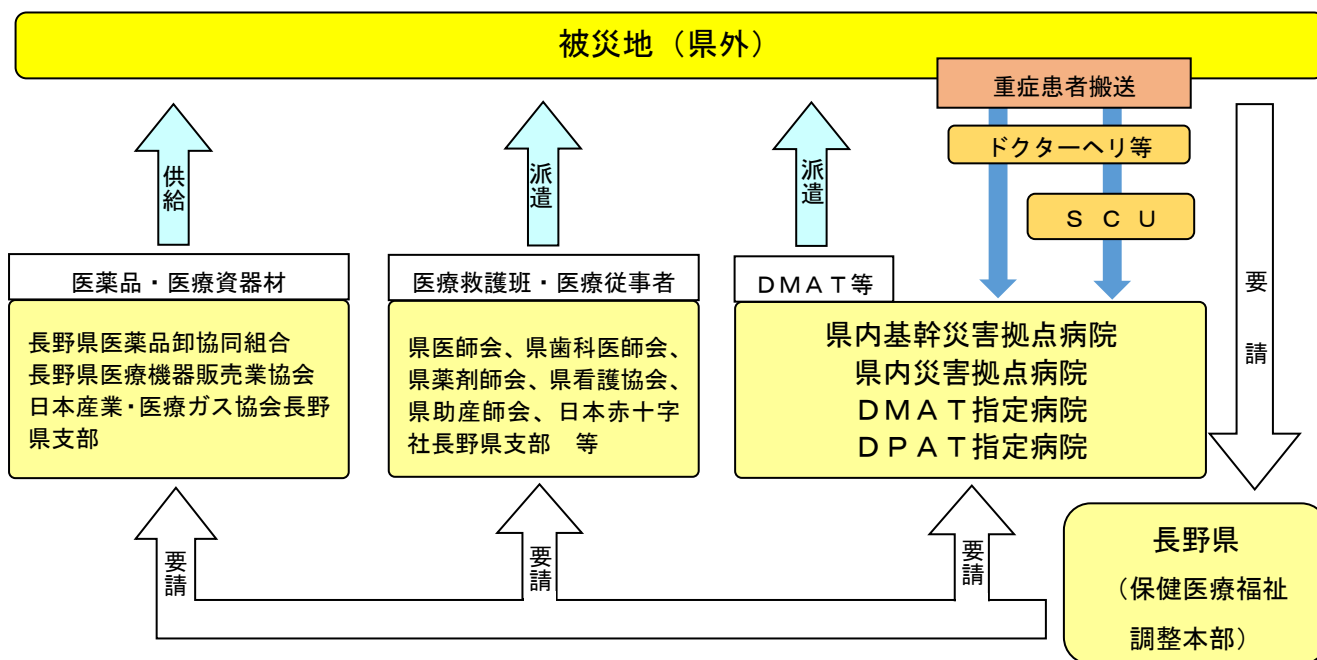 被災地（県外）
重症患者搬送
ドクターヘリ等
ＳＣＵ
供給
派遣
派遣
要請
医薬品・医療資器材
長野県医薬品卸協同組合
長野県医療機器販売業協会
日本産業・医療ガス協会長野
県支部
医療救護班・医療従事者
県医師会、県歯科医師会、
県薬剤師会、県看護協会、
県助産師会、日本赤十字
社長野県支部　等
ＤＭＡＴ等
県内基幹災害拠点病院
県内災害拠点病院
ＤＭＡＴ指定病院
ＤＰＡＴ指定病院
要請
要請
要請
長野県
（保健医療福祉
調整本部）